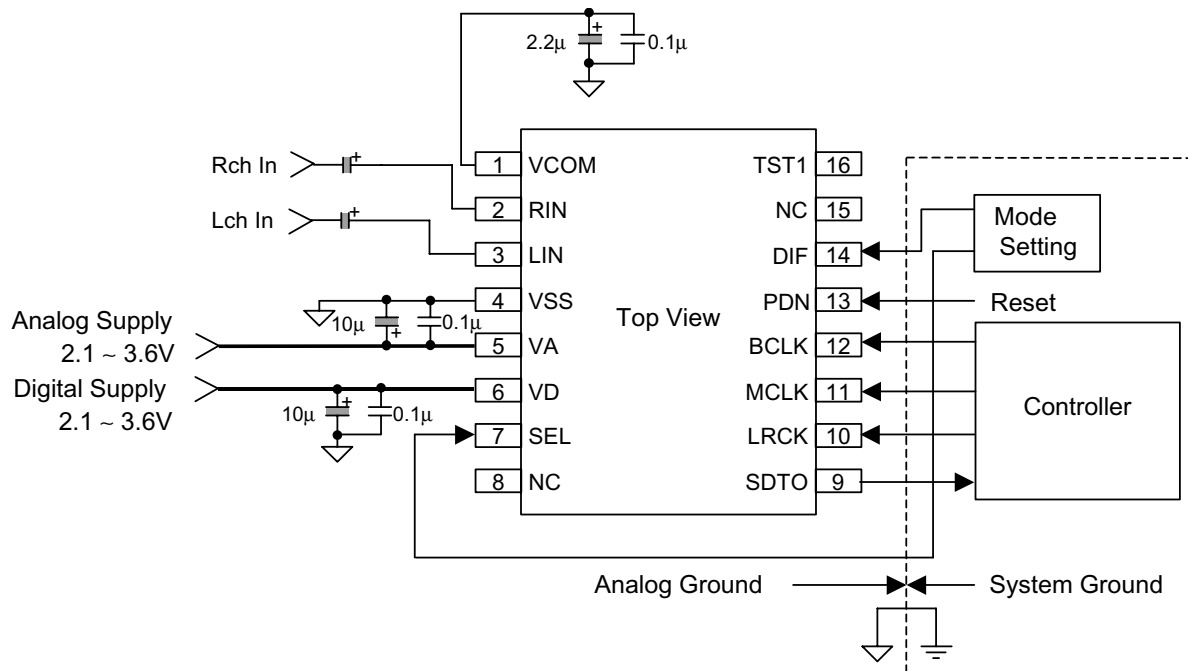 2.2μ
+
0.1μ
Rch In
+
Lch In
+
1
VCOM
2
RIN
3
LIN
4
VSS
5
VA
6
VD
7
SEL
8
NC
Top View
TST1
16
NC
15
DIF
14
PDN
13
BCLK
12
MCLK
11
LRCK
10
SDTO
9
10μ
+
0.1μ
Analog Supply
2.1 ~ 3.6V
Digital Supply
2.1 ~ 3.6V
10μ
+
0.1μ
Mode
Setting
Reset
Controller
Analog Ground
System Ground